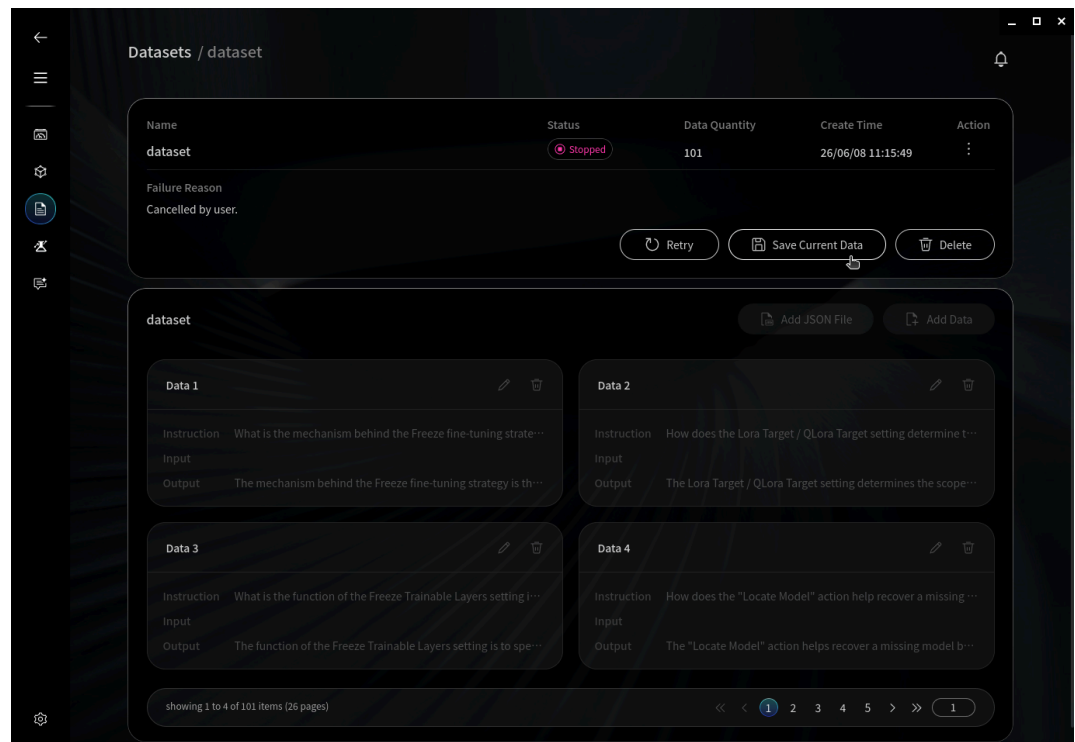 Datasets / dataset
Name Status Data Quantity Create Time Action
dataset Stopped 101 26/06/08 11:15:49
Failure Reason
Cancelled by user.
Retry Save Current Data Delete
dataset Add JSON File Add Data
Data 1
Instruction What is the mechanism behind the Freeze fine-tuning strate···
Input
Output The mechanism behind the Freeze fine-tuning strategy is th···
Data 2
Instruction How does the Lora Target / QLora Target setting determine t···
Input
Output The Lora Target / QLora Target setting determines the scope···
Data 3
Instruction What is the function of the Freeze Trainable Layers setting i···
Input
Output The function of the Freeze Trainable Layers setting is to spe···
Data 4
Instruction How does the "Locate Model" action help recover a missing ···
Input
Output The "Locate Model" action helps recover a missing model b···
showing 1 to 4 of 101 items (26 pages) 1 2 3 4 5 1